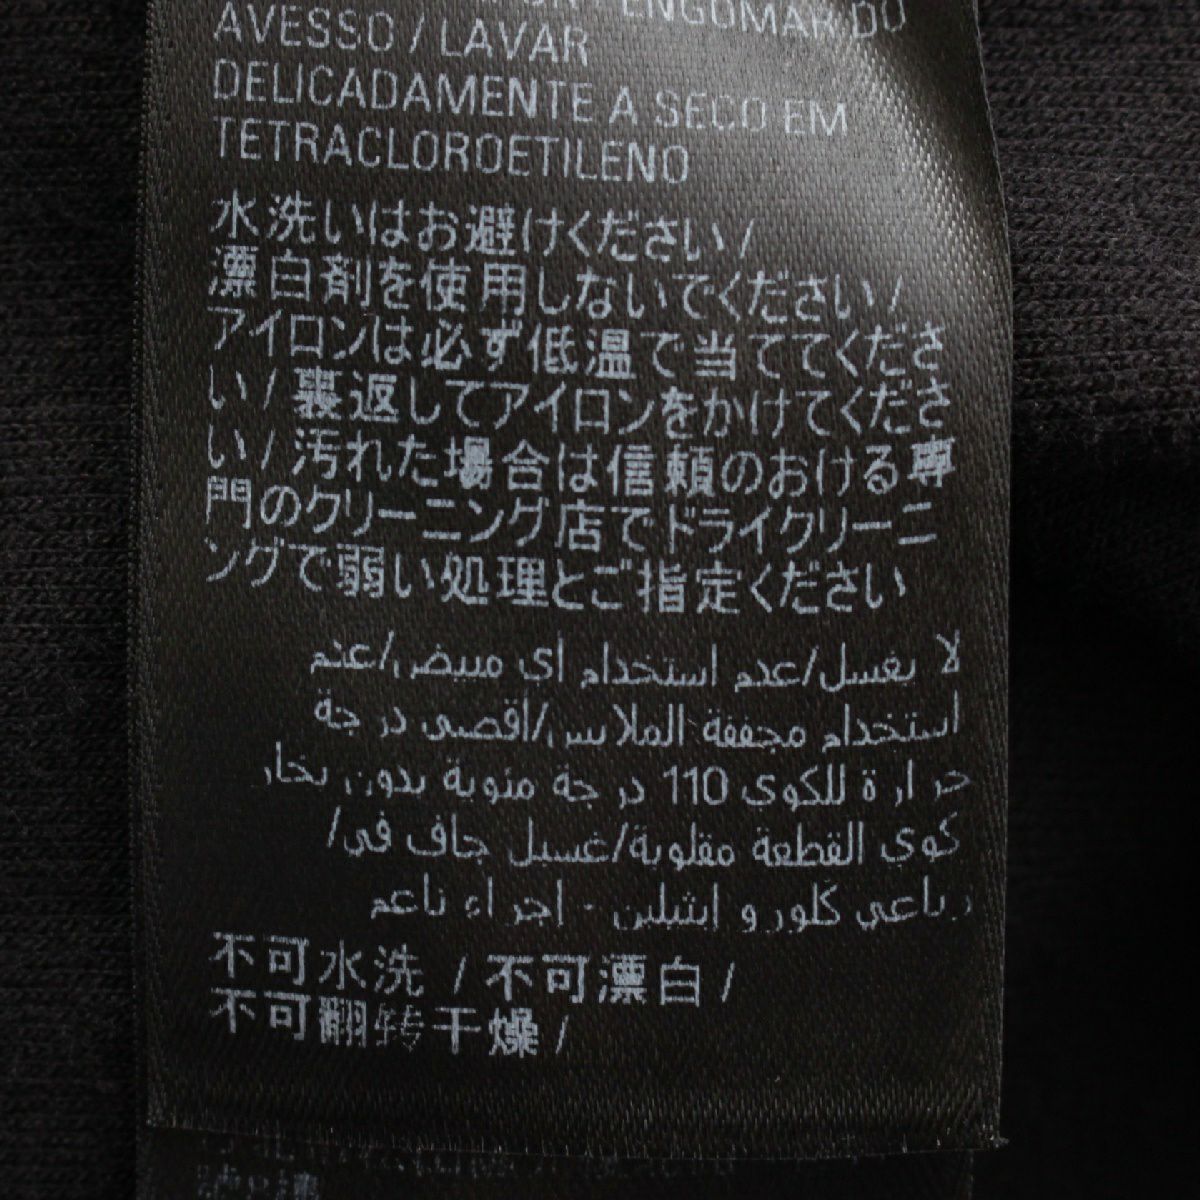 ENGOMAR DO
AVESSO / LAVAR
DELICADAMENTE A SECO EM
TETRACLOROETILENO
水洗いはお避けください /
漂白剤を使用しないでください /
アイロンは必ず低温で当ててくださ
い / 裏返してアイロンをかけてくださ
い / 汚れた場合は信頼のおける専
門のクリーニング店でドライクリーニ
ングで弱い処理とご指定ください
لا يغسل/عدم استخدام أي مبيض/عدم
استخدام مجففة الملابس/أقصى درجة
حرارة للكوي 110 درجة مئوية بدون بخار
كوي القطعة مقلوبة/غسيل جاف في/
رباعي كلورو إيثيلين - إجراء ناعم
不可水洗 / 不可漂白 /
不可翻转干燥 /